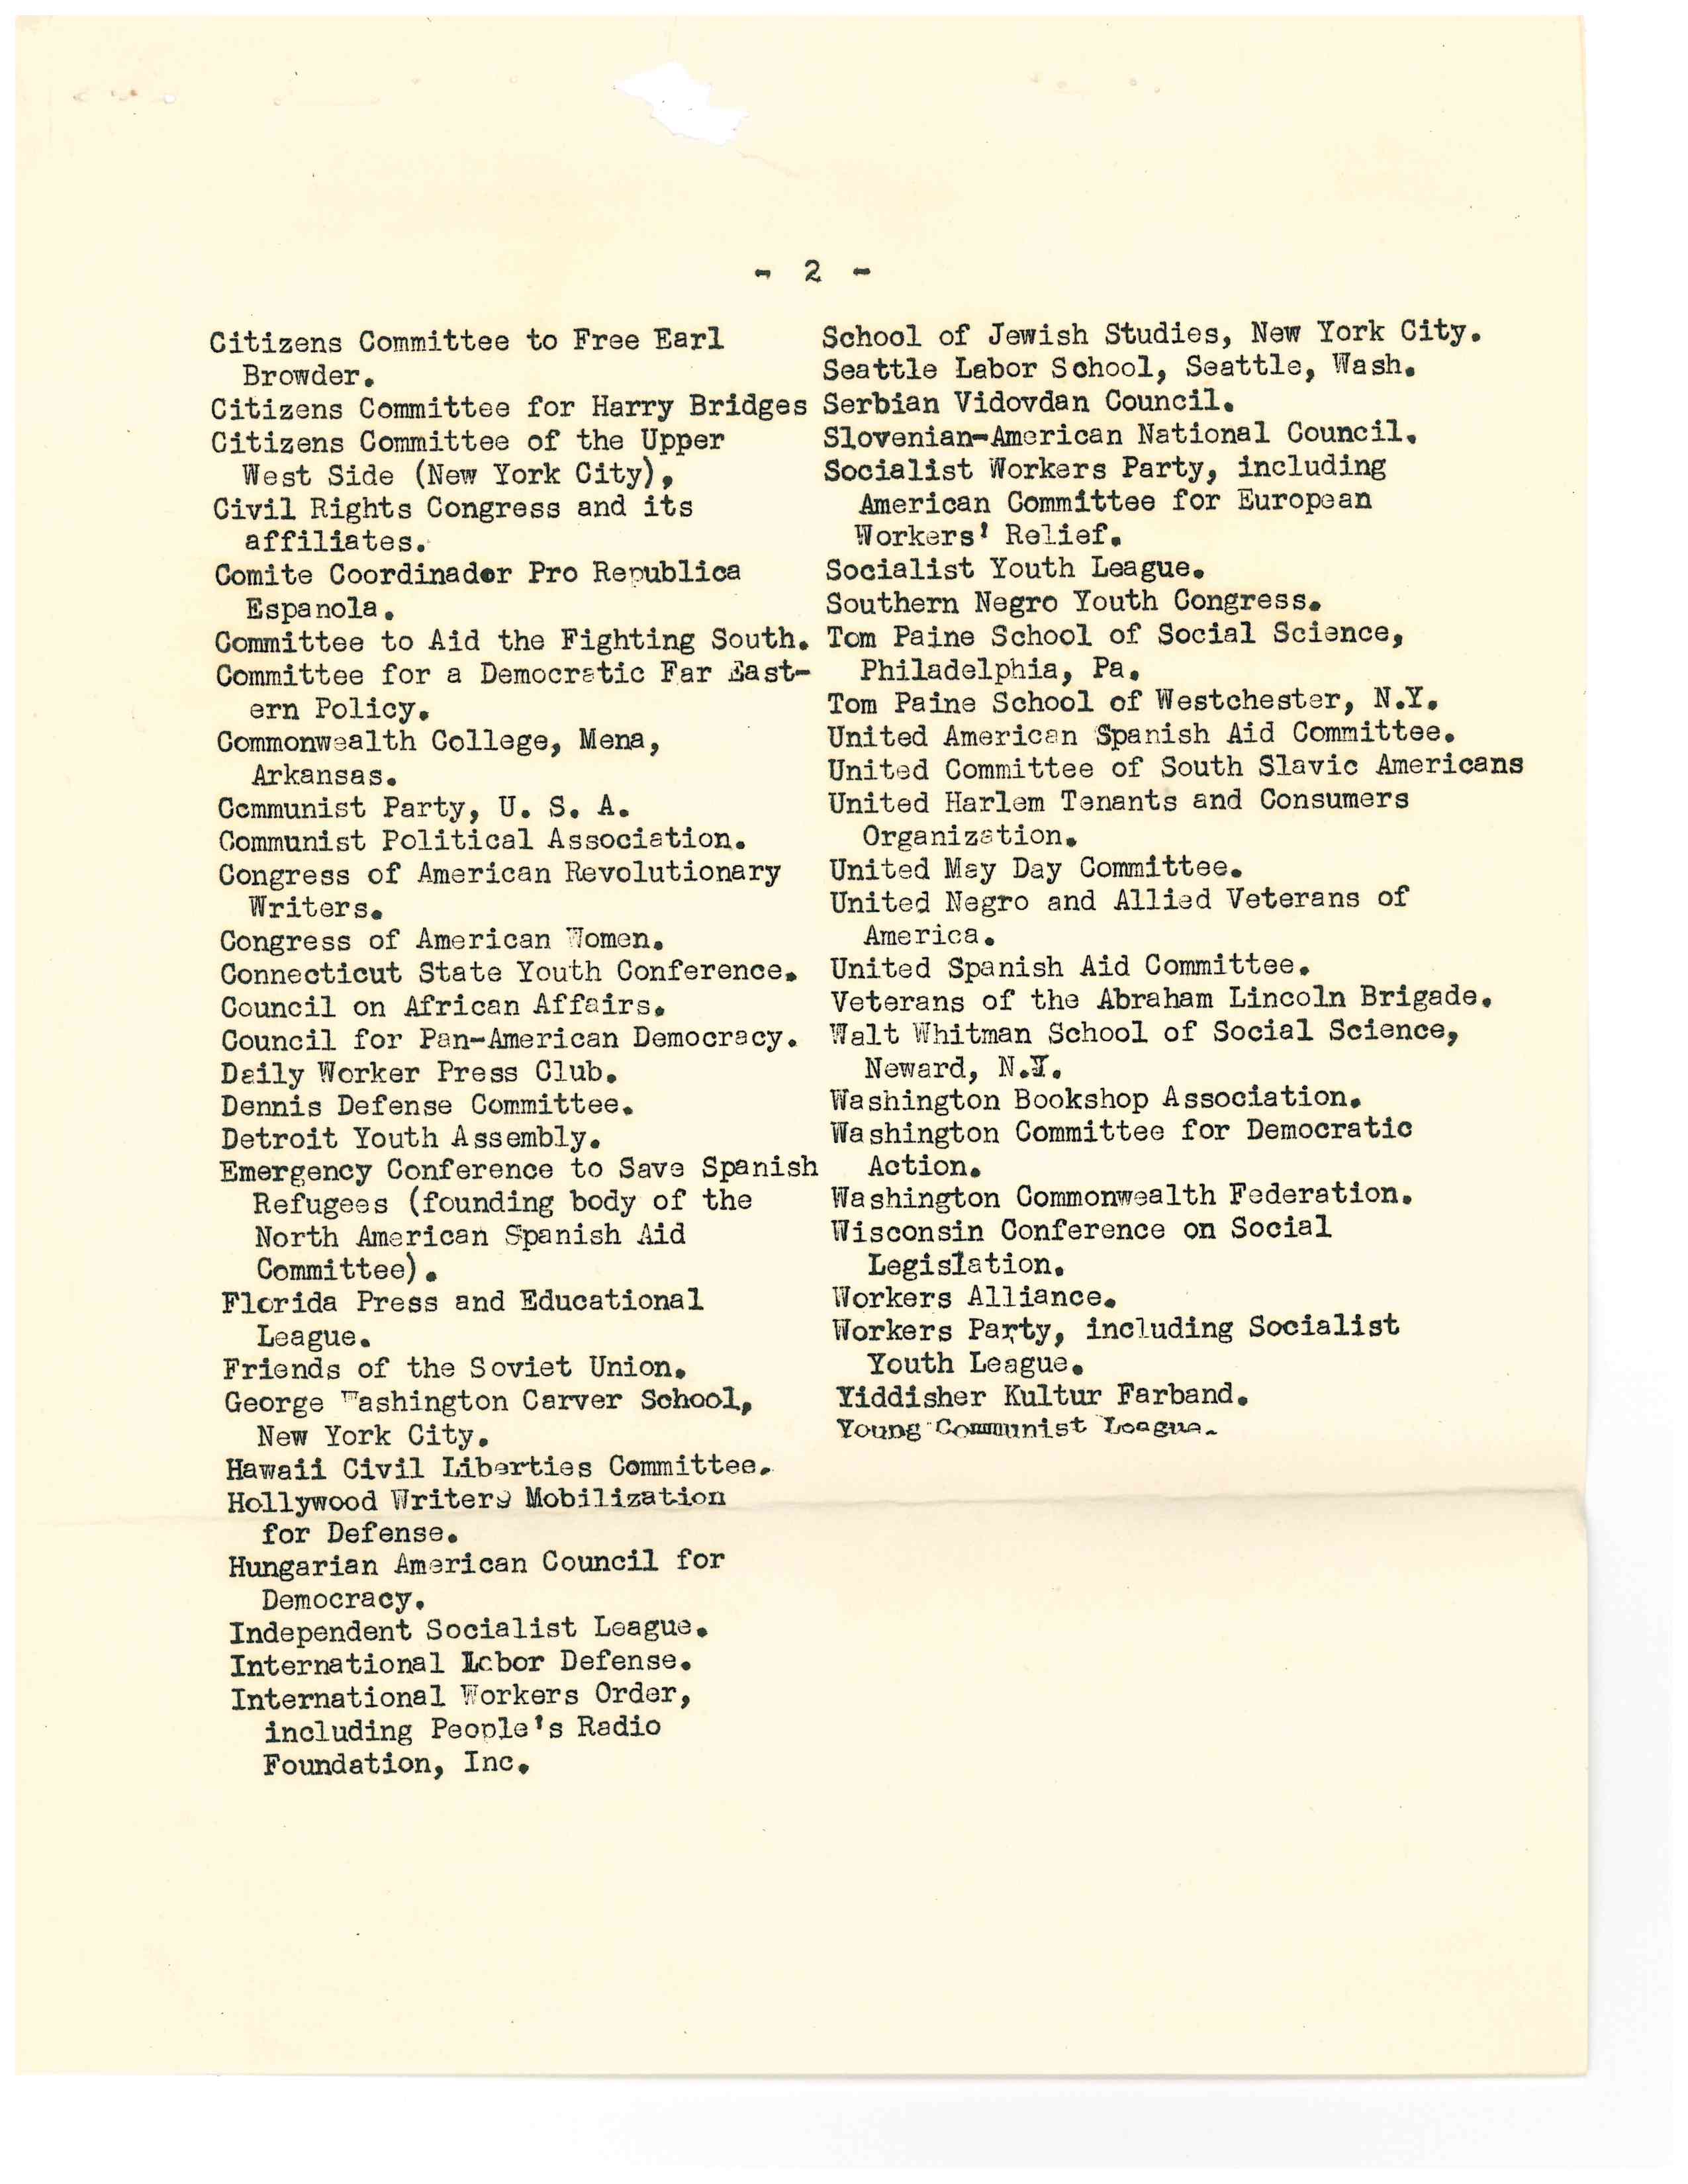 - 2 -
Citizens Committee to Free Earl
Browder.
Citizens Committee for Harry Bridges
Citizens Committee of the Upper
West Side (New York City),
Civil Rights Congress and its
affiliates.
Comite Coordinador Pro Republica
Espanola.
Committee to Aid the Fighting South.
Committee for a Democratic Far East-
ern Policy.
Commonwealth College, Mena,
Arkansas.
Communist Party, U. S. A.
Communist Political Association.
Congress of American Revolutionary
Writers.
Congress of American Women.
Connecticut State Youth Conference.
Council on African Affairs.
Council for Pan-American Democracy.
Daily Worker Press Club.
Dennis Defense Committee.
Detroit Youth Assembly.
Emergency Conference to Save Spanish
Refugees (founding body of the
North American Spanish Aid
Committee).
Florida Press and Educational
League.
Friends of the Soviet Union.
George Washington Carver School,
New York City.
Hawaii Civil Liberties Committee.
Hollywood Writers Mobilization
for Defense.
Hungarian American Council for
Democracy.
Independent Socialist League.
International Labor Defense.
International Workers Order,
including People's Radio
Foundation, Inc.
School of Jewish Studies, New York City.
Seattle Labor School, Seattle, Wash.
Serbian Vidovdan Council.
Slovenian-American National Council.
Socialist Workers Party, including
American Committee for European
Workers' Relief.
Socialist Youth League.
Southern Negro Youth Congress.
Tom Paine School of Social Science,
Philadelphia, Pa.
Tom Paine School of Westchester, N.Y.
United American Spanish Aid Committee.
United Committee of South Slavic Americans
United Harlem Tenants and Consumers
Organization.
United May Day Committee.
United Negro and Allied Veterans of
America.
United Spanish Aid Committee.
Veterans of the Abraham Lincoln Brigade.
Walt Whitman School of Social Science,
Neward, N.J.
Washington Bookshop Association.
Washington Committee for Democratic
Action.
Washington Commonwealth Federation.
Wisconsin Conference on Social
Legislation.
Workers Alliance.
Workers Party, including Socialist
Youth League.
Yiddisher Kultur Farband.
Young Communist League.